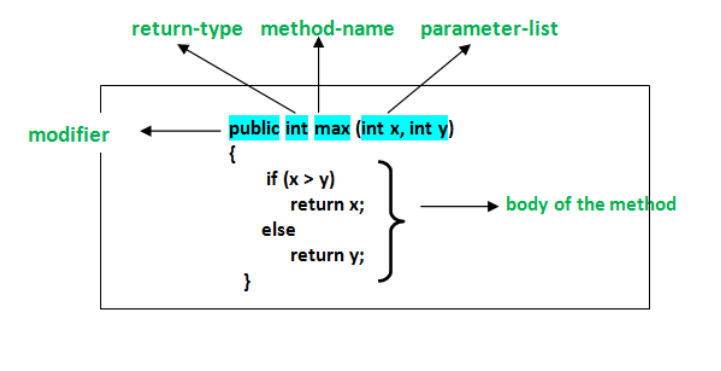 return-type method-name parameter-list
modifier
public int max (int x, int y)
{
if (x > y)
return x;
else
return y;
}
body of the method